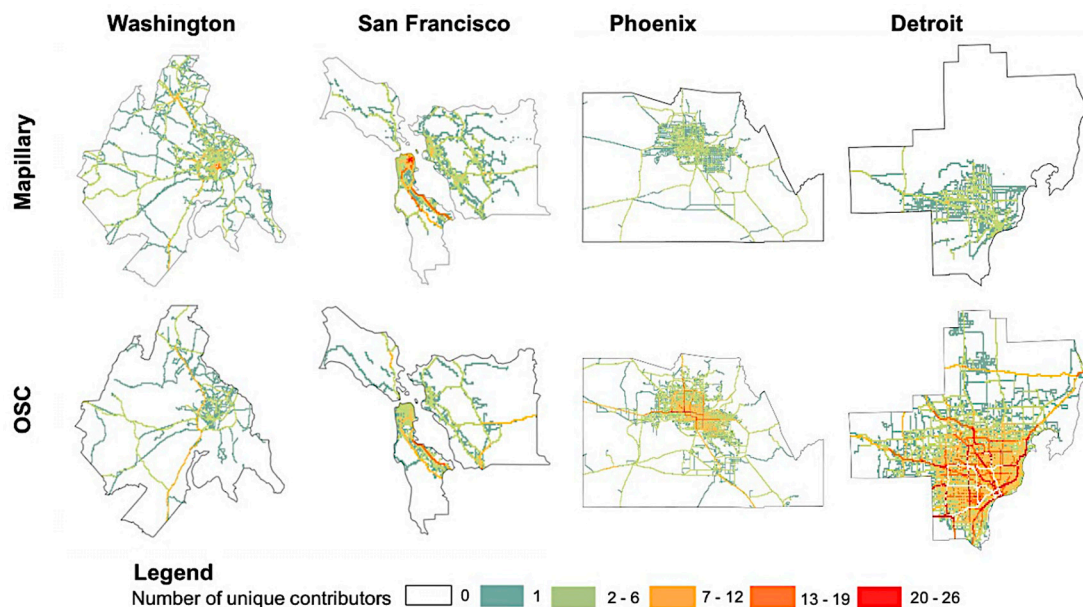 Washington San Francisco Phoenix Detroit
Mapillary
OSC
Legend
Number of unique contributors 0 1 2 - 6 7 - 12 13 - 19 20 - 26